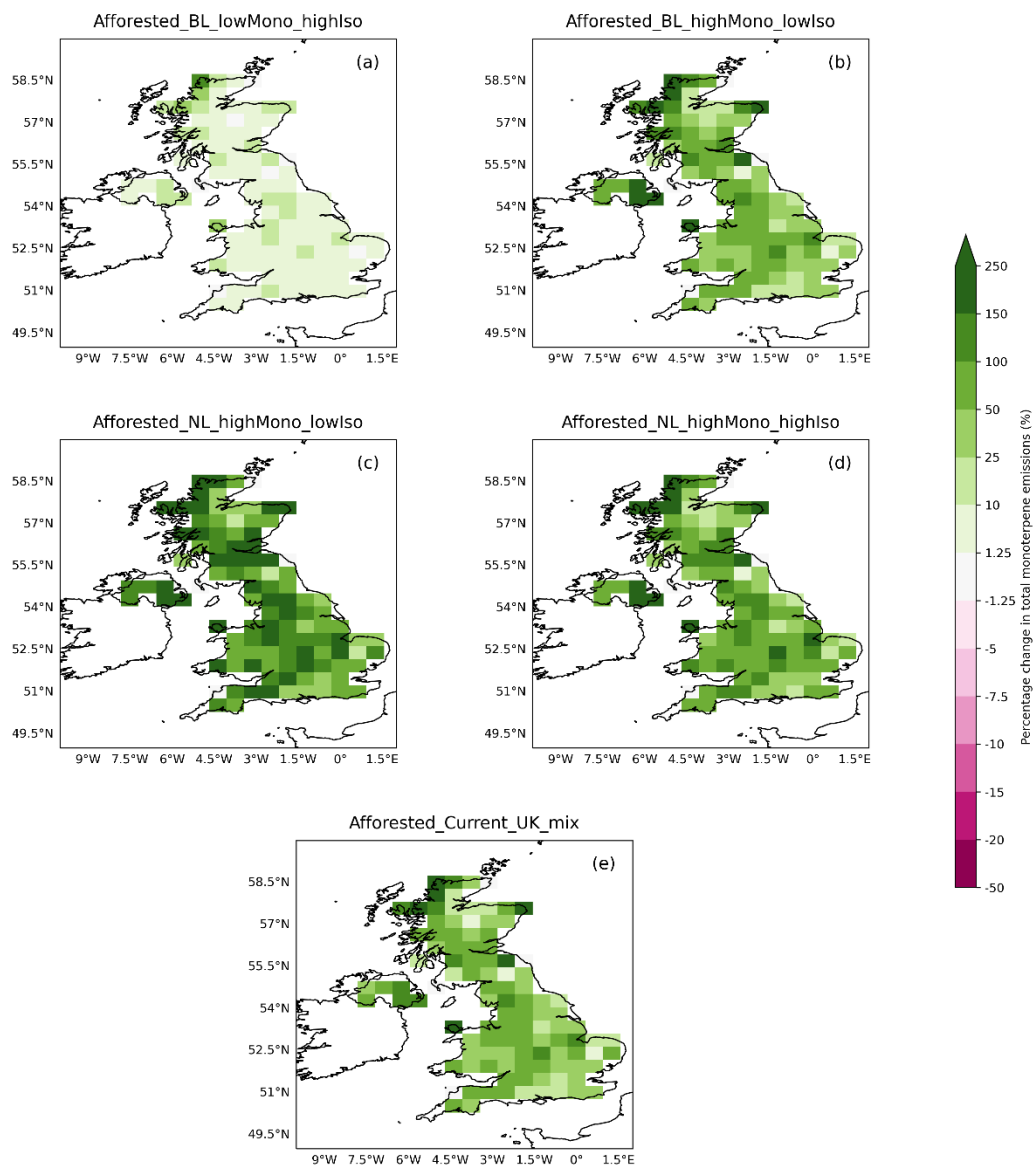 Afforested_BL_lowMono_highIso
(a)
58.5°N
57°N
55.5°N
54°N
52.5°N
51°N
49.5°N
9°W 7.5°W 6°W 4.5°W 3°W 1.5°W 0° 1.5°E
Afforested_BL_highMono_lowIso
(b)
58.5°N
57°N
55.5°N
54°N
52.5°N
51°N
49.5°N
9°W 7.5°W 6°W 4.5°W 3°W 1.5°W 0° 1.5°E
Afforested_NL_highMono_lowIso
(c)
58.5°N
57°N
55.5°N
54°N
52.5°N
51°N
49.5°N
9°W 7.5°W 6°W 4.5°W 3°W 1.5°W 0° 1.5°E
Afforested_NL_highMono_highIso
(d)
58.5°N
57°N
55.5°N
54°N
52.5°N
51°N
49.5°N
9°W 7.5°W 6°W 4.5°W 3°W 1.5°W 0° 1.5°E
Afforested_Current_UK_mix
(e)
58.5°N
57°N
55.5°N
54°N
52.5°N
51°N
49.5°N
9°W 7.5°W 6°W 4.5°W 3°W 1.5°W 0° 1.5°E
250
150
100
50
25
10
1.25
-1.25
-5
-7.5
-10
-15
-20
-50
Percentage change in total monoterpene emissions (%)